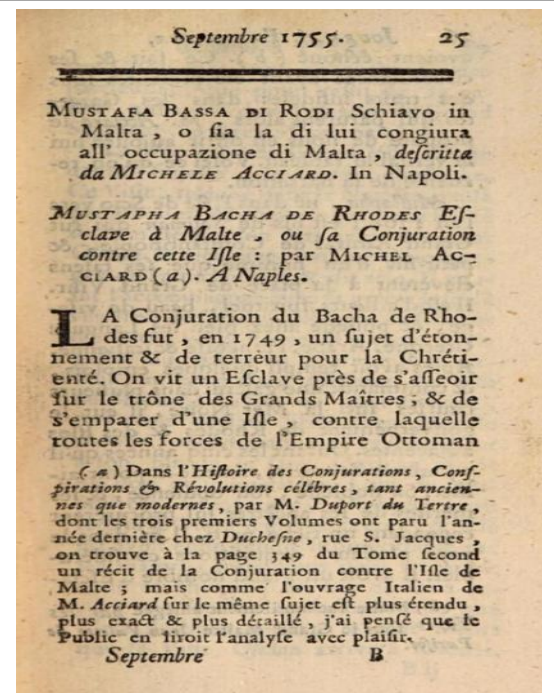 Septembre 1755. 25
MUSTAFA BASSA DI RODI Schiavo in
Malta , o ſia la di lui congiura
all' occupazione di Malta , deſcritta
da MICHELE ACCIARD. In Napoli.
MUSTAPHA BACHA DE RHODES Eſ-
clave à Malte , ou ſa Conjuration
contre cette Iſle : par MICHEL AC-
CIARD (a). A Naples.
LA Conjuration du Bacha de Rho-
des fut , en 1749 , un ſujet d'éton-
nement & de terreur pour la Chréti-
enté. On vit un Eſclave près de s'aſſeoir
ſur le trône des Grands Maîtres ; & de
s'emparer d'une Iſle , contre laquelle
toutes les forces de l'Empire Ottoman
(a) Dans l'Hiſtoire des Conjurations , Conſ-
pirations & Révolutions célébres , tant ancien-
nes que modernes, par M. Duport du Tertre,
dont les trois premiers Volumes ont paru l'an-
née dernière chez Ducheſne, rue S. Jacques ,
on trouve à la page 349 du Tome ſecond
un récit de la Conjuration contre l'Iſle de
Malte ; mais comme l'ouvrage Italien de
M. Acciard ſur le même ſujet eſt plus étendu ,
plus exact & plus détaillé , j'ai penſé que le
Public en liroit l'analyſe avec plaiſir.
Septembre B